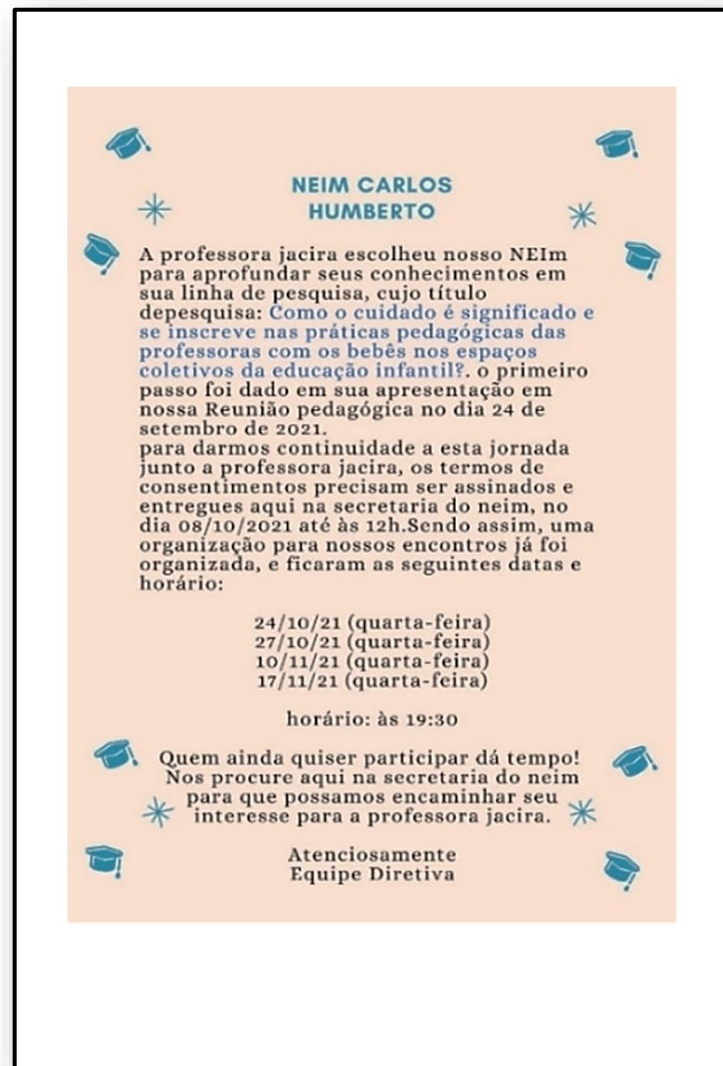 NEIM CARLOS
HUMBERTO
A professora jacira escolheu nosso NEIm
para aprofundar seus conhecimentos em
sua linha de pesquisa, cujo título
depesquisa: Como o cuidado é significado e
se inscreve nas práticas pedagógicas das
professoras com os bebês nos espaços
coletivos da educação infantil?. o primeiro
passo foi dado em sua apresentação em
nossa Reunião pedagógica no dia 24 de
setembro de 2021.
para darmos continuidade a esta jornada
junto a professora jacira, os termos de
consentimentos precisam ser assinados e
entregues aqui na secretaria do neim, no
dia 08/10/2021 até às 12h.Sendo assim, uma
organização para nossos encontros já foi
organizada, e ficaram as seguintes datas e
horário:
24/10/21 (quarta-feira)
27/10/21 (quarta-feira)
10/11/21 (quarta-feira)
17/11/21 (quarta-feira)
horário: às 19:30
Quem ainda quiser participar dá tempo!
Nos procure aqui na secretaria do neim
para que possamos encaminhar seu
interesse para a professora jacira.
Atenciosamente
Equipe Diretiva